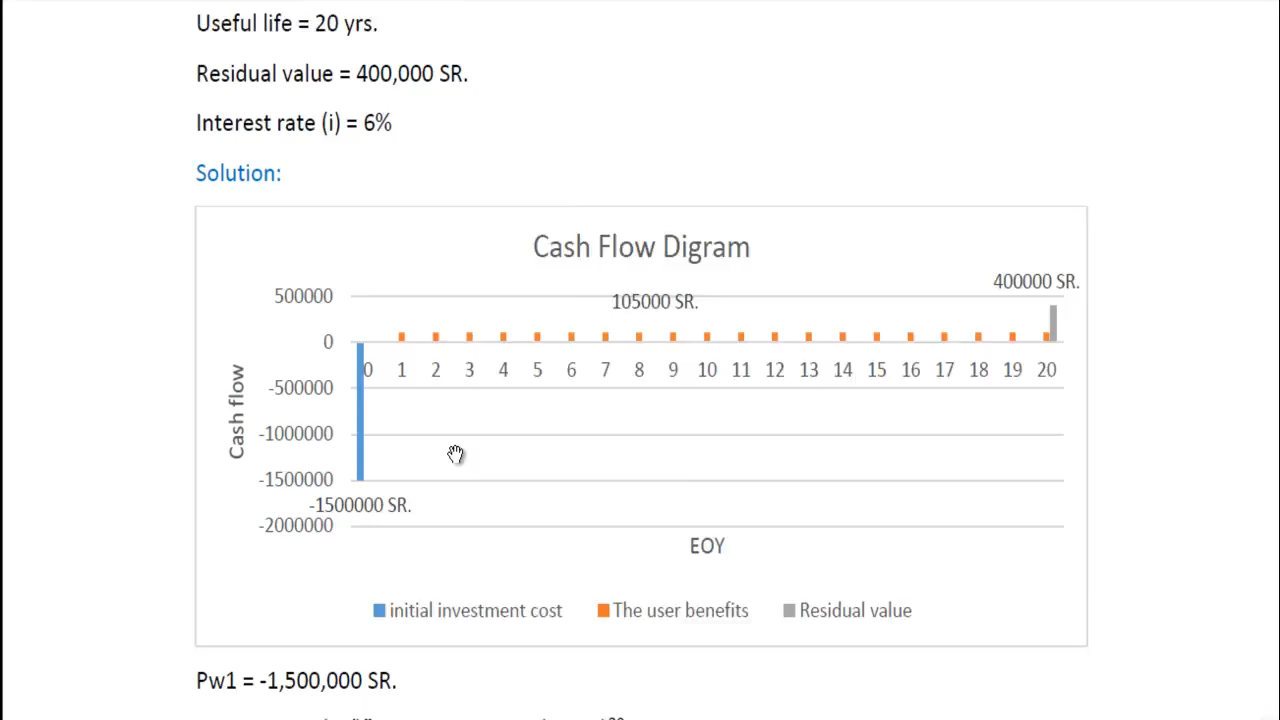 Useful life = 20 yrs.
Residual value = 400,000 SR.
Interest rate (i) = 6%
Solution:
Cash Flow Digram
400000 SR.
500000
105000 SR.
0
0 1 2 3 4 5 6 7 8 9 10 11 12 13 14 15 16 17 18 19 20
-500000
Cash flow
-1000000
-1500000
-1500000 SR.
-2000000
EOY
initial investment cost The user benefits Residual value
Pw1 = -1,500,000 SR.